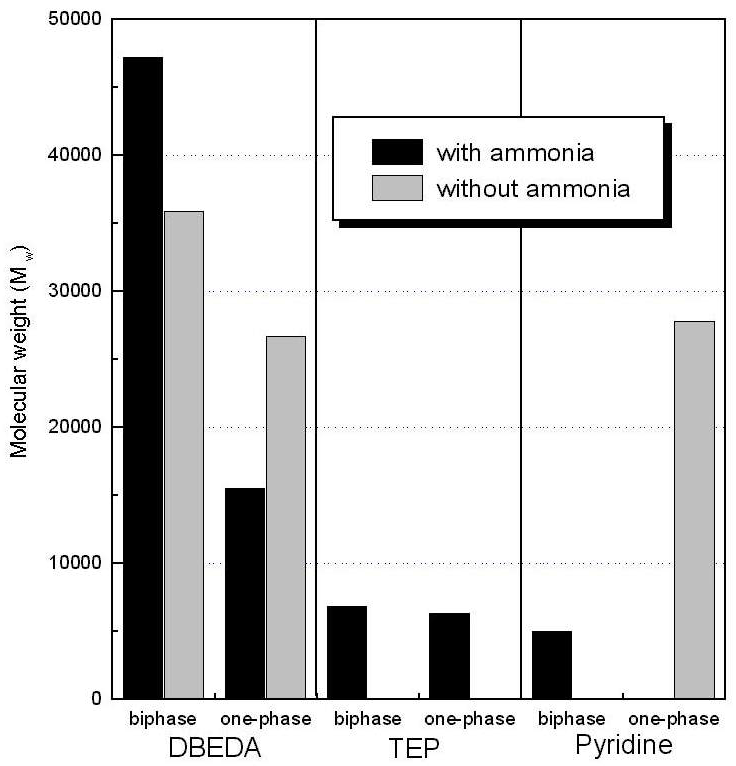 50000
40000
30000
20000
10000
0
Molecular weight (Mw)
with ammonia
without ammonia
biphase one-phase biphase one-phase biphase one-phase
DBEDA TEP Pyridine